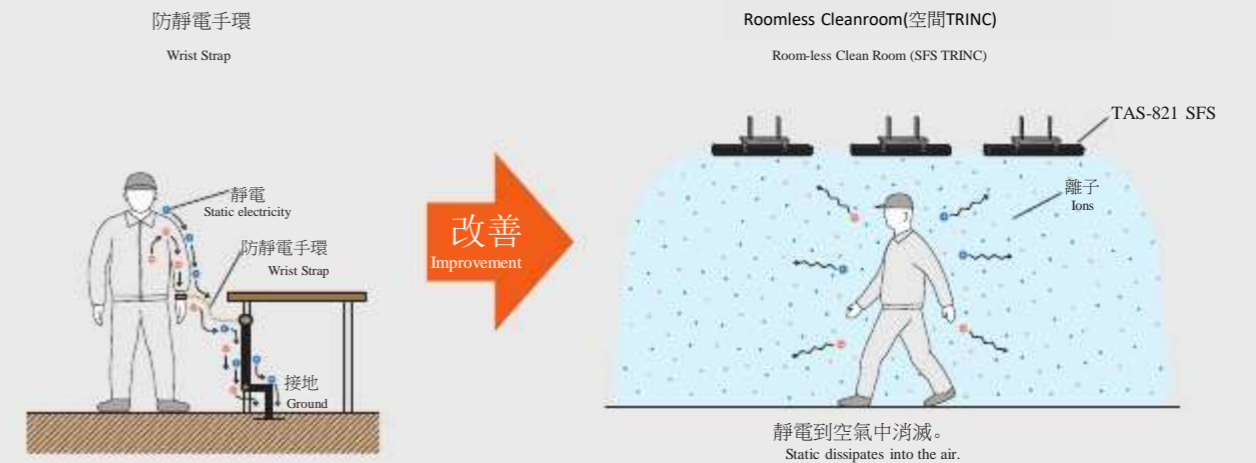 防靜電手環
Wrist Strap
靜電
Static electricity
防靜電手環
Wrist Strap
接地
Ground
改善
Improvement
Roomless Cleanroom(空間TRINC)
Room-less Clean Room (SFS TRINC)
TAS-821 SFS
離子
Ions
靜電到空氣中消滅。
Static dissipates into the air.